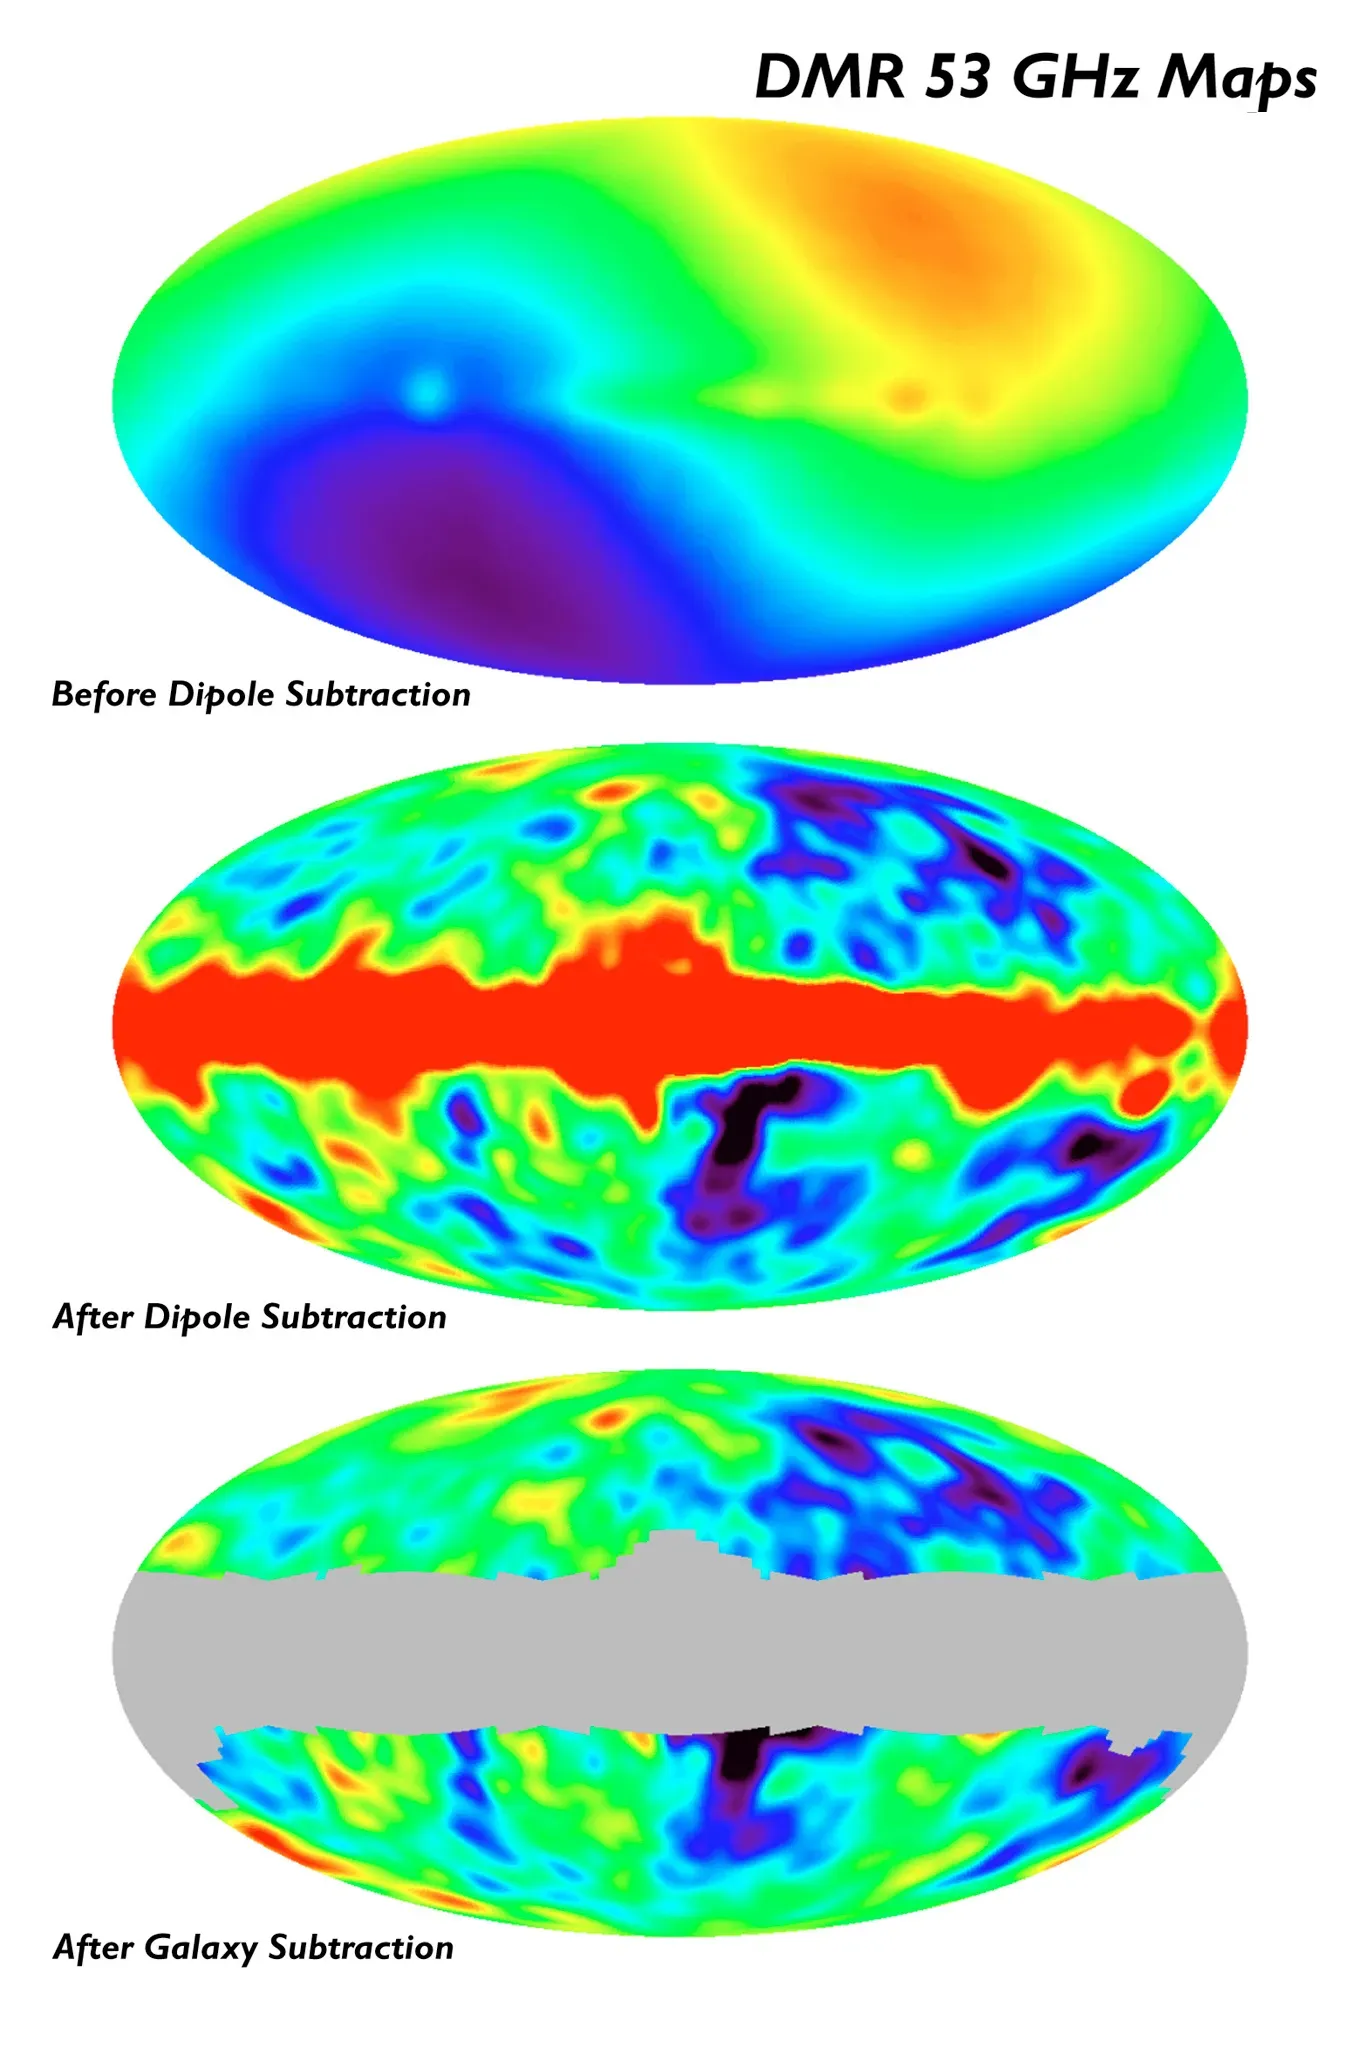 DMR 53 GHz Maps
Before Dipole Subtraction
After Dipole Subtraction
After Galaxy Subtraction